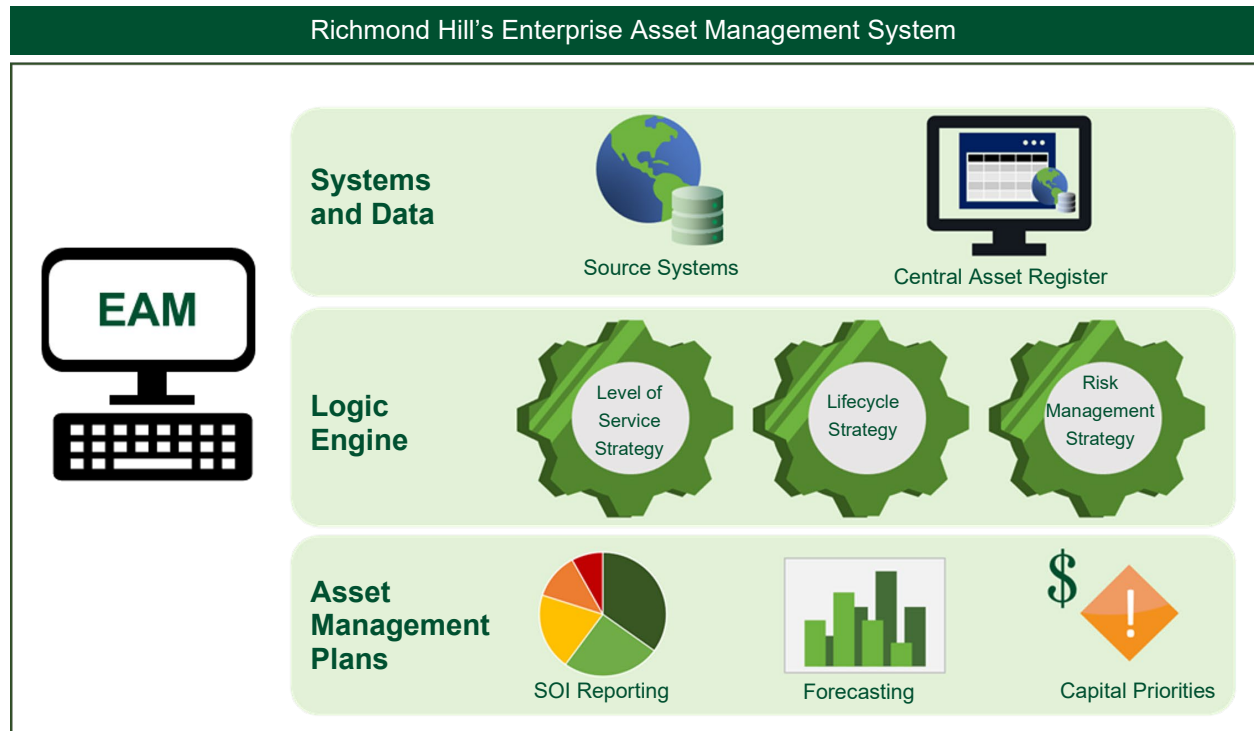 Richmond Hill’s Enterprise Asset Management System
EAM
Systems
and Data
Source Systems
Central Asset Register
Logic
Engine
Level of
Service
Strategy
Lifecycle
Strategy
Risk
Management
Strategy
Asset
Management
Plans
SOI Reporting
Forecasting
$
!
Capital Priorities